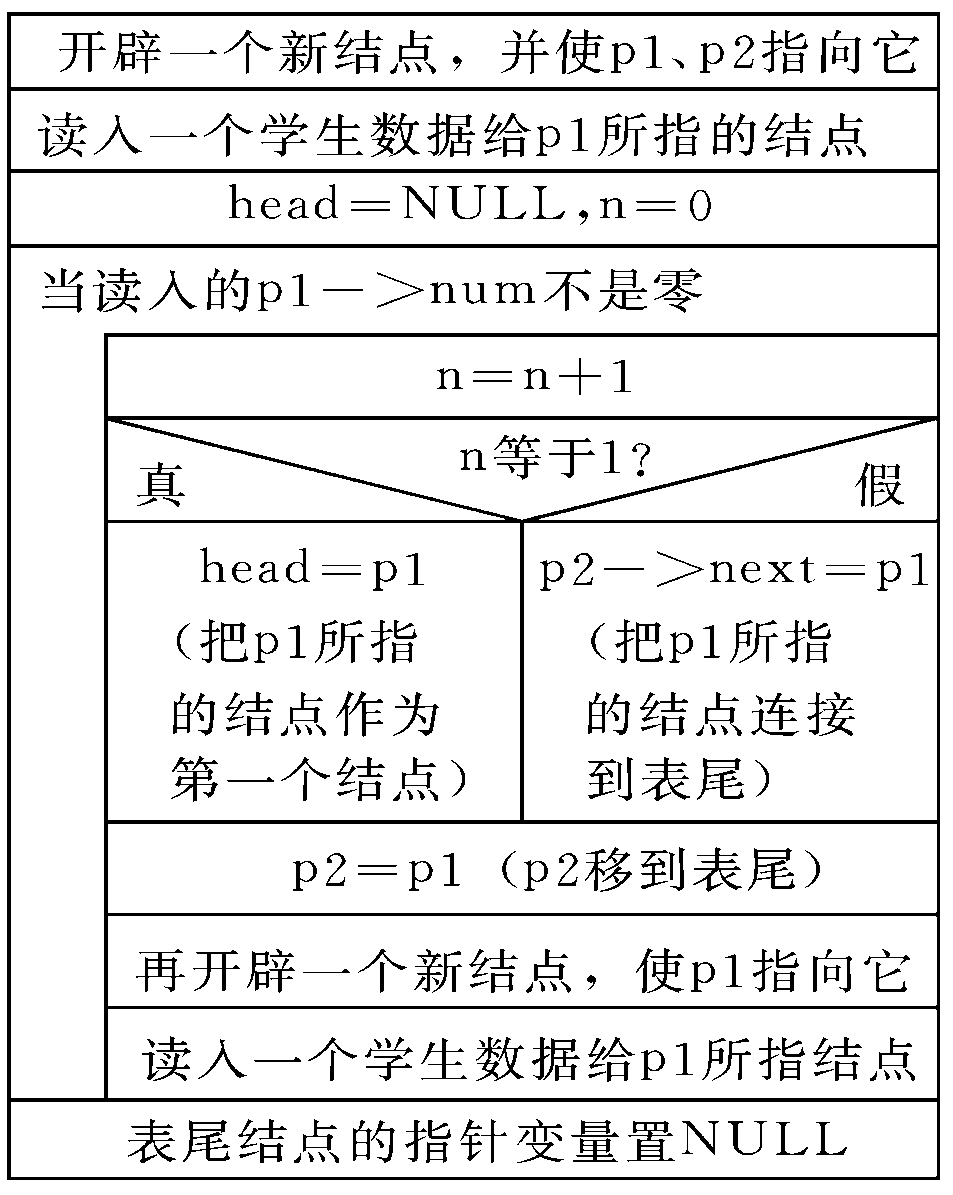 开辟一个新结点，并使p1、p2指向它
读入一个学生数据给p1所指的结点
head=NULL,n=0
当读入的p1－>num不是零
n=n+1
n等于1?
真
假
head=p1
（把p1所指
的结点作为
第一个结点）
p2－>next=p1
（把p1所指
的结点连接
到表尾）
p2=p1（p2移到表尾）
再开辟一个新结点，使p1指向它
读入一个学生数据给p1所指结点
表尾结点的指针变量置NULL